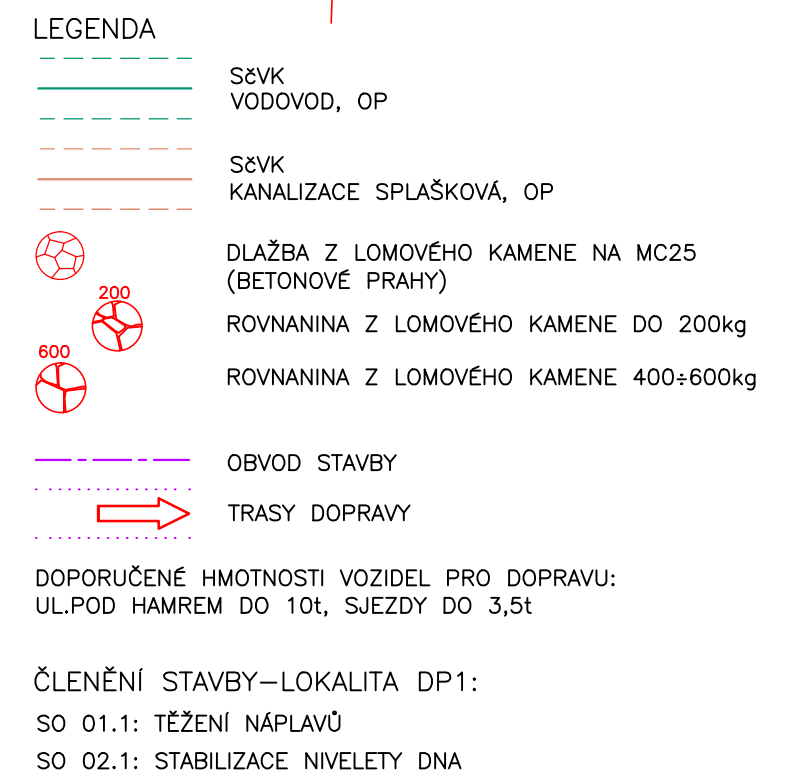 LEGENDA
SčVK
VODOVOD, OP
SčVK
KANALIZACE SPLAŠKOVÁ, OP
DLAŽBA Z LOMOVÉHO KAMENE NA MC25
(BETONOVÉ PRAHY)
200
ROVNANINA Z LOMOVÉHO KAMENE DO 200kg
600
ROVNANINA Z LOMOVÉHO KAMENE 400÷600kg
OBVOD STAVBY
TRASY DOPRAVY
DOPORUČENÉ HMOTNOSTI VOZIDEL PRO DOPRAVU:
UL.POD HAMREM DO 10t, SJEZDY DO 3,5t
ČLENĚNÍ STAVBY–LOKALITA DP1:
SO 01.1: TĚŽENÍ NÁPLAVŮ
SO 02.1: STABILIZACE NIVELETY DNA